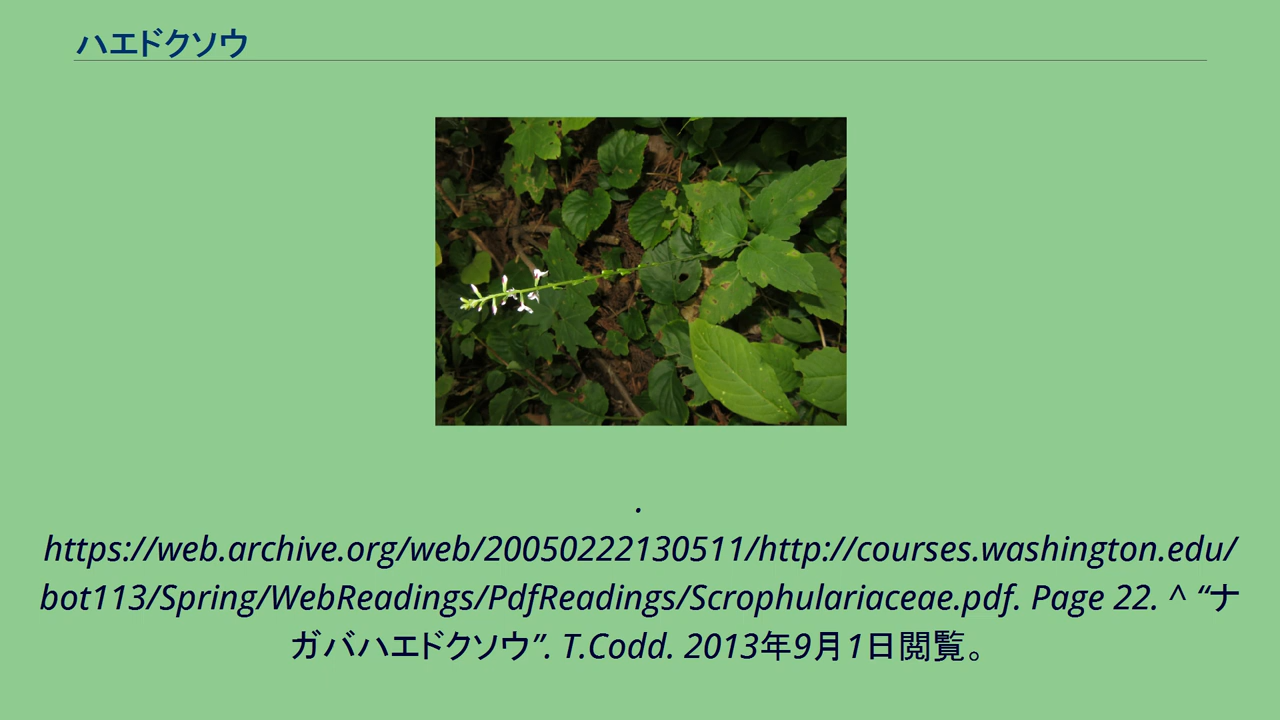 ハエドクソウ
.
https://web.archive.org/web/20050222130511/http://courses.washington.edu/
bot113/Spring/WebReadings/PdfReadings/Scrophulariaceae.pdf. Page 22. ^ “ナ
ガバハエドクソウ”. T.Codd. 2013年9月1日閲覧。